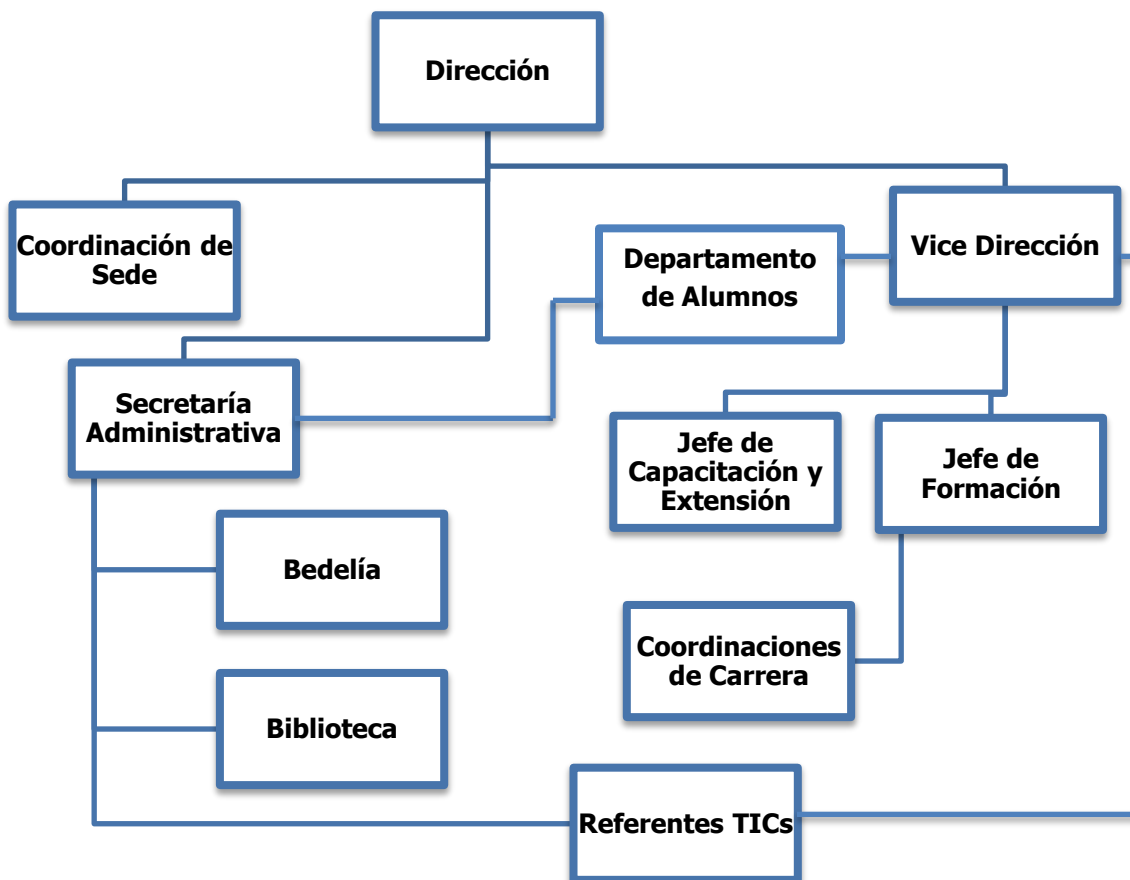 Dirección
Coordinación de
Sede
Departamento
de Alumnos
Vice Dirección
Secretaría
Administrativa
Jefe de
Capacitación y
Extensión
Jefe de
Formación
Bedelía
Coordinaciones
de Carrera
Biblioteca
Referentes TICs